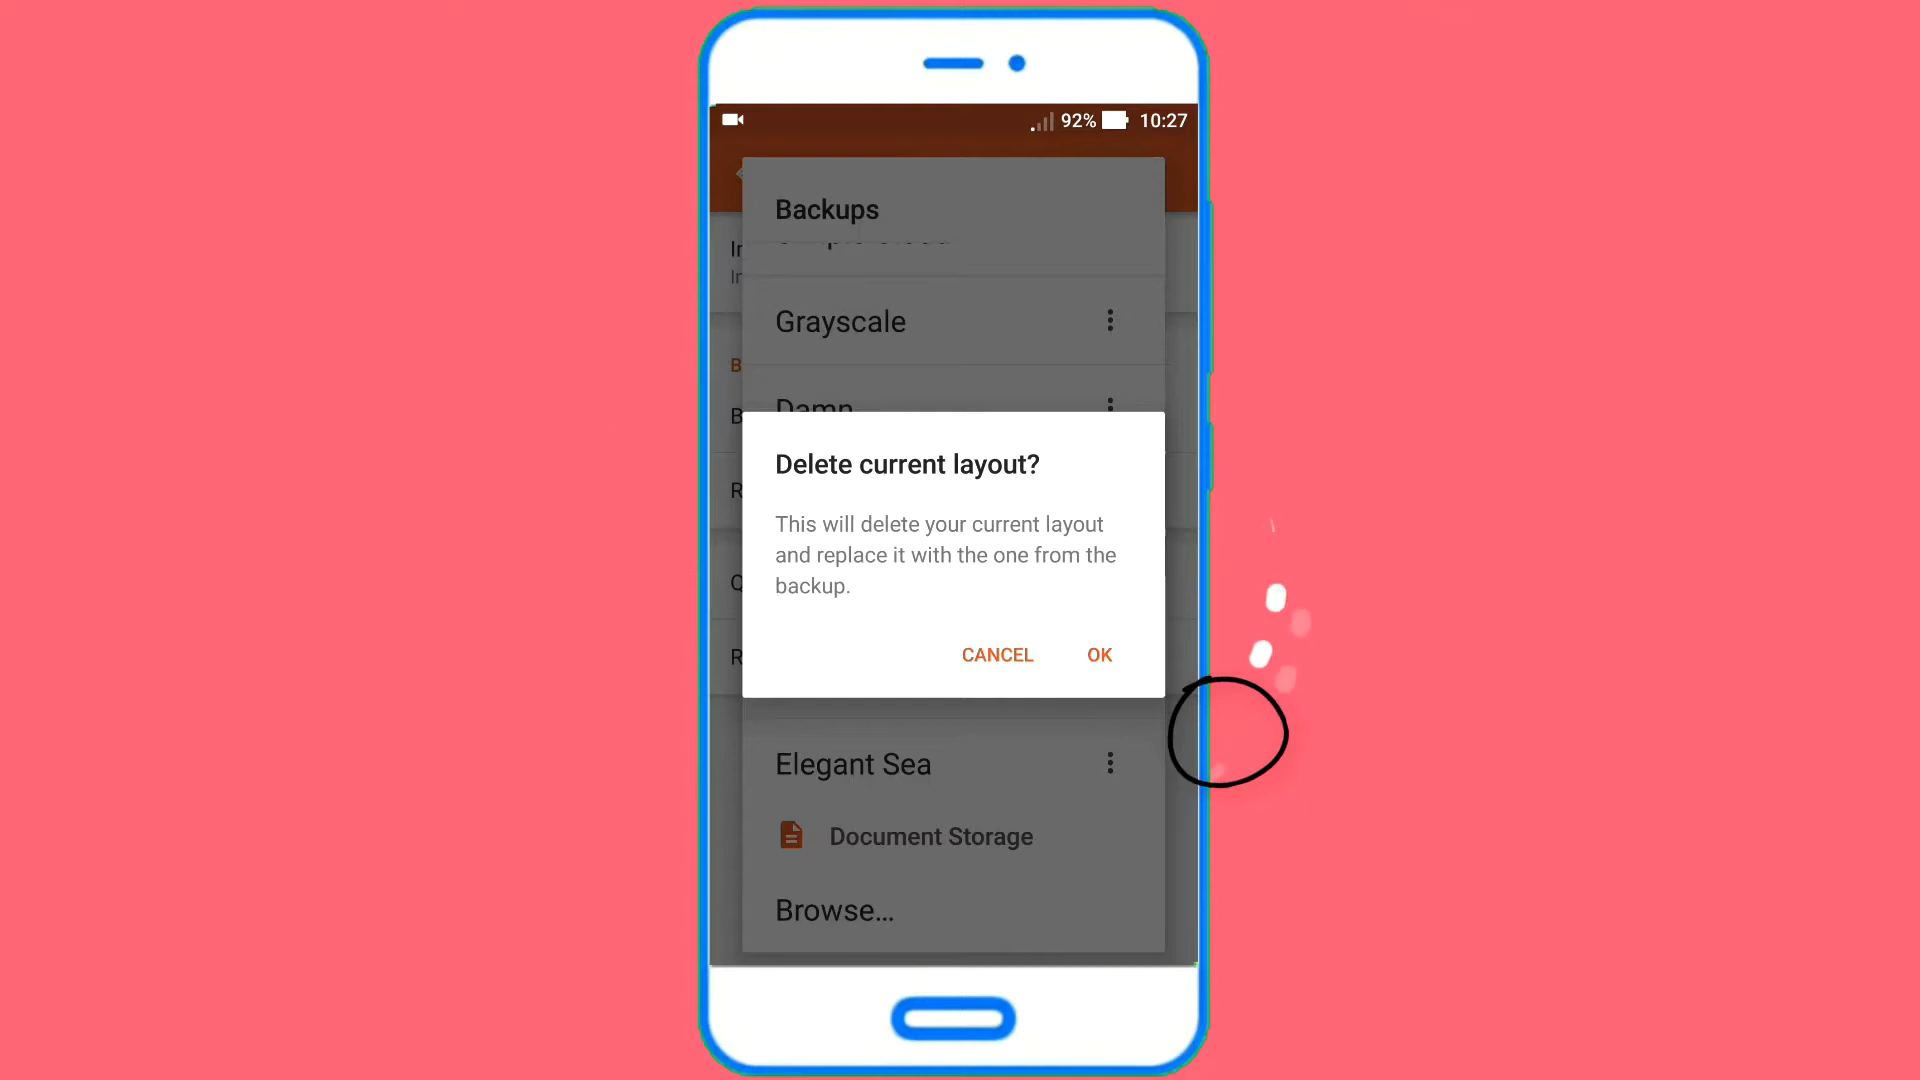 92% 10:27
Backups
Grayscale
Damn
Delete current layout?
This will delete your current layout
and replace it with the one from the
backup.
CANCEL OK
Elegant Sea
Document Storage
Browse...